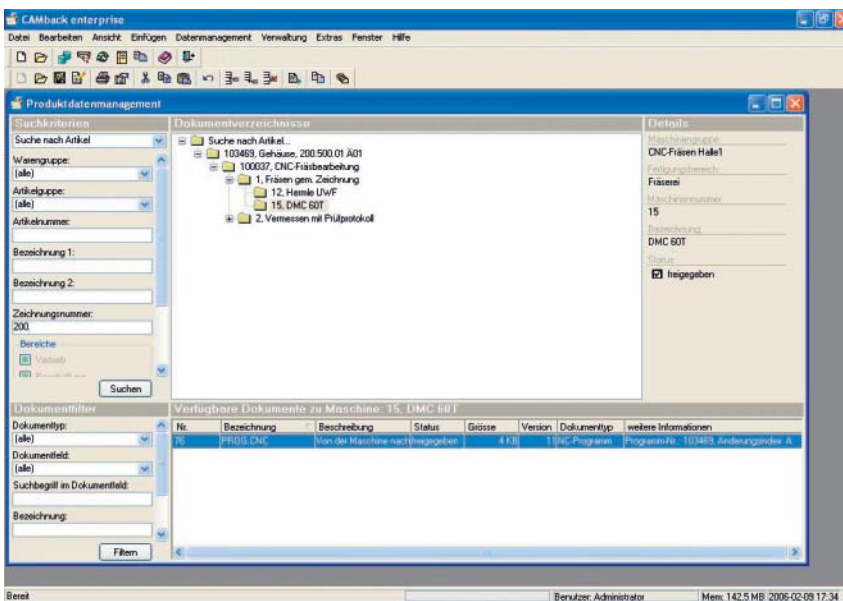 CAMback enterprise
Datei Bearbeiten Ansicht Einfügen Datenmanagement Verwaltung Extras Fenster Hilfe
Produktdatenmanagement
Suchkriterien
Suche nach Artikel
Warengruppe:
(alle)
Artikelguppe:
(alle)
Artikelnummer:
Bezeichnung 1:
Bezeichnung 2:
Zeichnungsnummer:
200.
Bereiche
Vertrieb
Suchen
Dokumentverzeichnisse
Suche nach Artikel...
103469, Gehäuse, 200.500.01 A01
100037, CNC-Fräsbearbeitung
1, Fräsen gem. Zeichnung
12, Hermle UWF
15, DMC 60T
2, Vermessen mit Prüfprotokoll
Details
Maschinengruppe:
CNC-Fräsen Halle1
Fertigungsbereich:
Fräserei
Maschinennummer
15
Bezeichnung
DMC 60T
Status:
freigegeben
Dokumentfilter
Dokumenttyp:
(alle)
Dokumentfeld:
(alle)
Suchbegriff im Dokumentfeld:
Bezeichnung:
Filtern
Verfügbare Dokumente zu Maschine: 15, DMC 60T
Nr. Bezeichnung Beschreibung Status Grösse Version Dokumenttyp weitere Informationen
76 PROG.CNC Von der Maschine nach freigegeben 4 KB 11 NC-Programm Programm-Nr.: 103469, Änderungsindex: A
Bereit Benutzer: Administrator Mem: 142.5 MB 2006-02-09 17:34